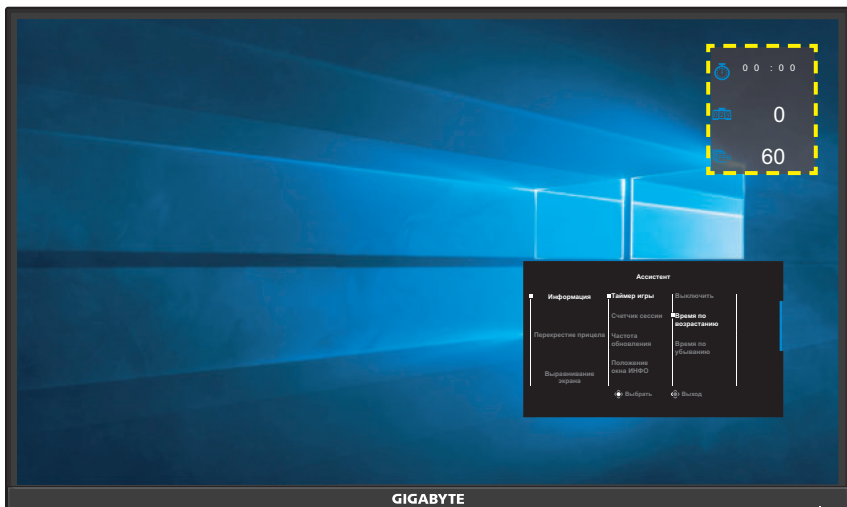 00:00
0
60
Ассистент
Информация
Таймер игры
Выключить
Счетчик сессии
Время по
возрастанию
Перекрестие прицела
Частота
обновления
Время по
убыванию
Положение
окна ИНФО
Выравнивание
экрана
Выбрать
Выход
GIGABYTE